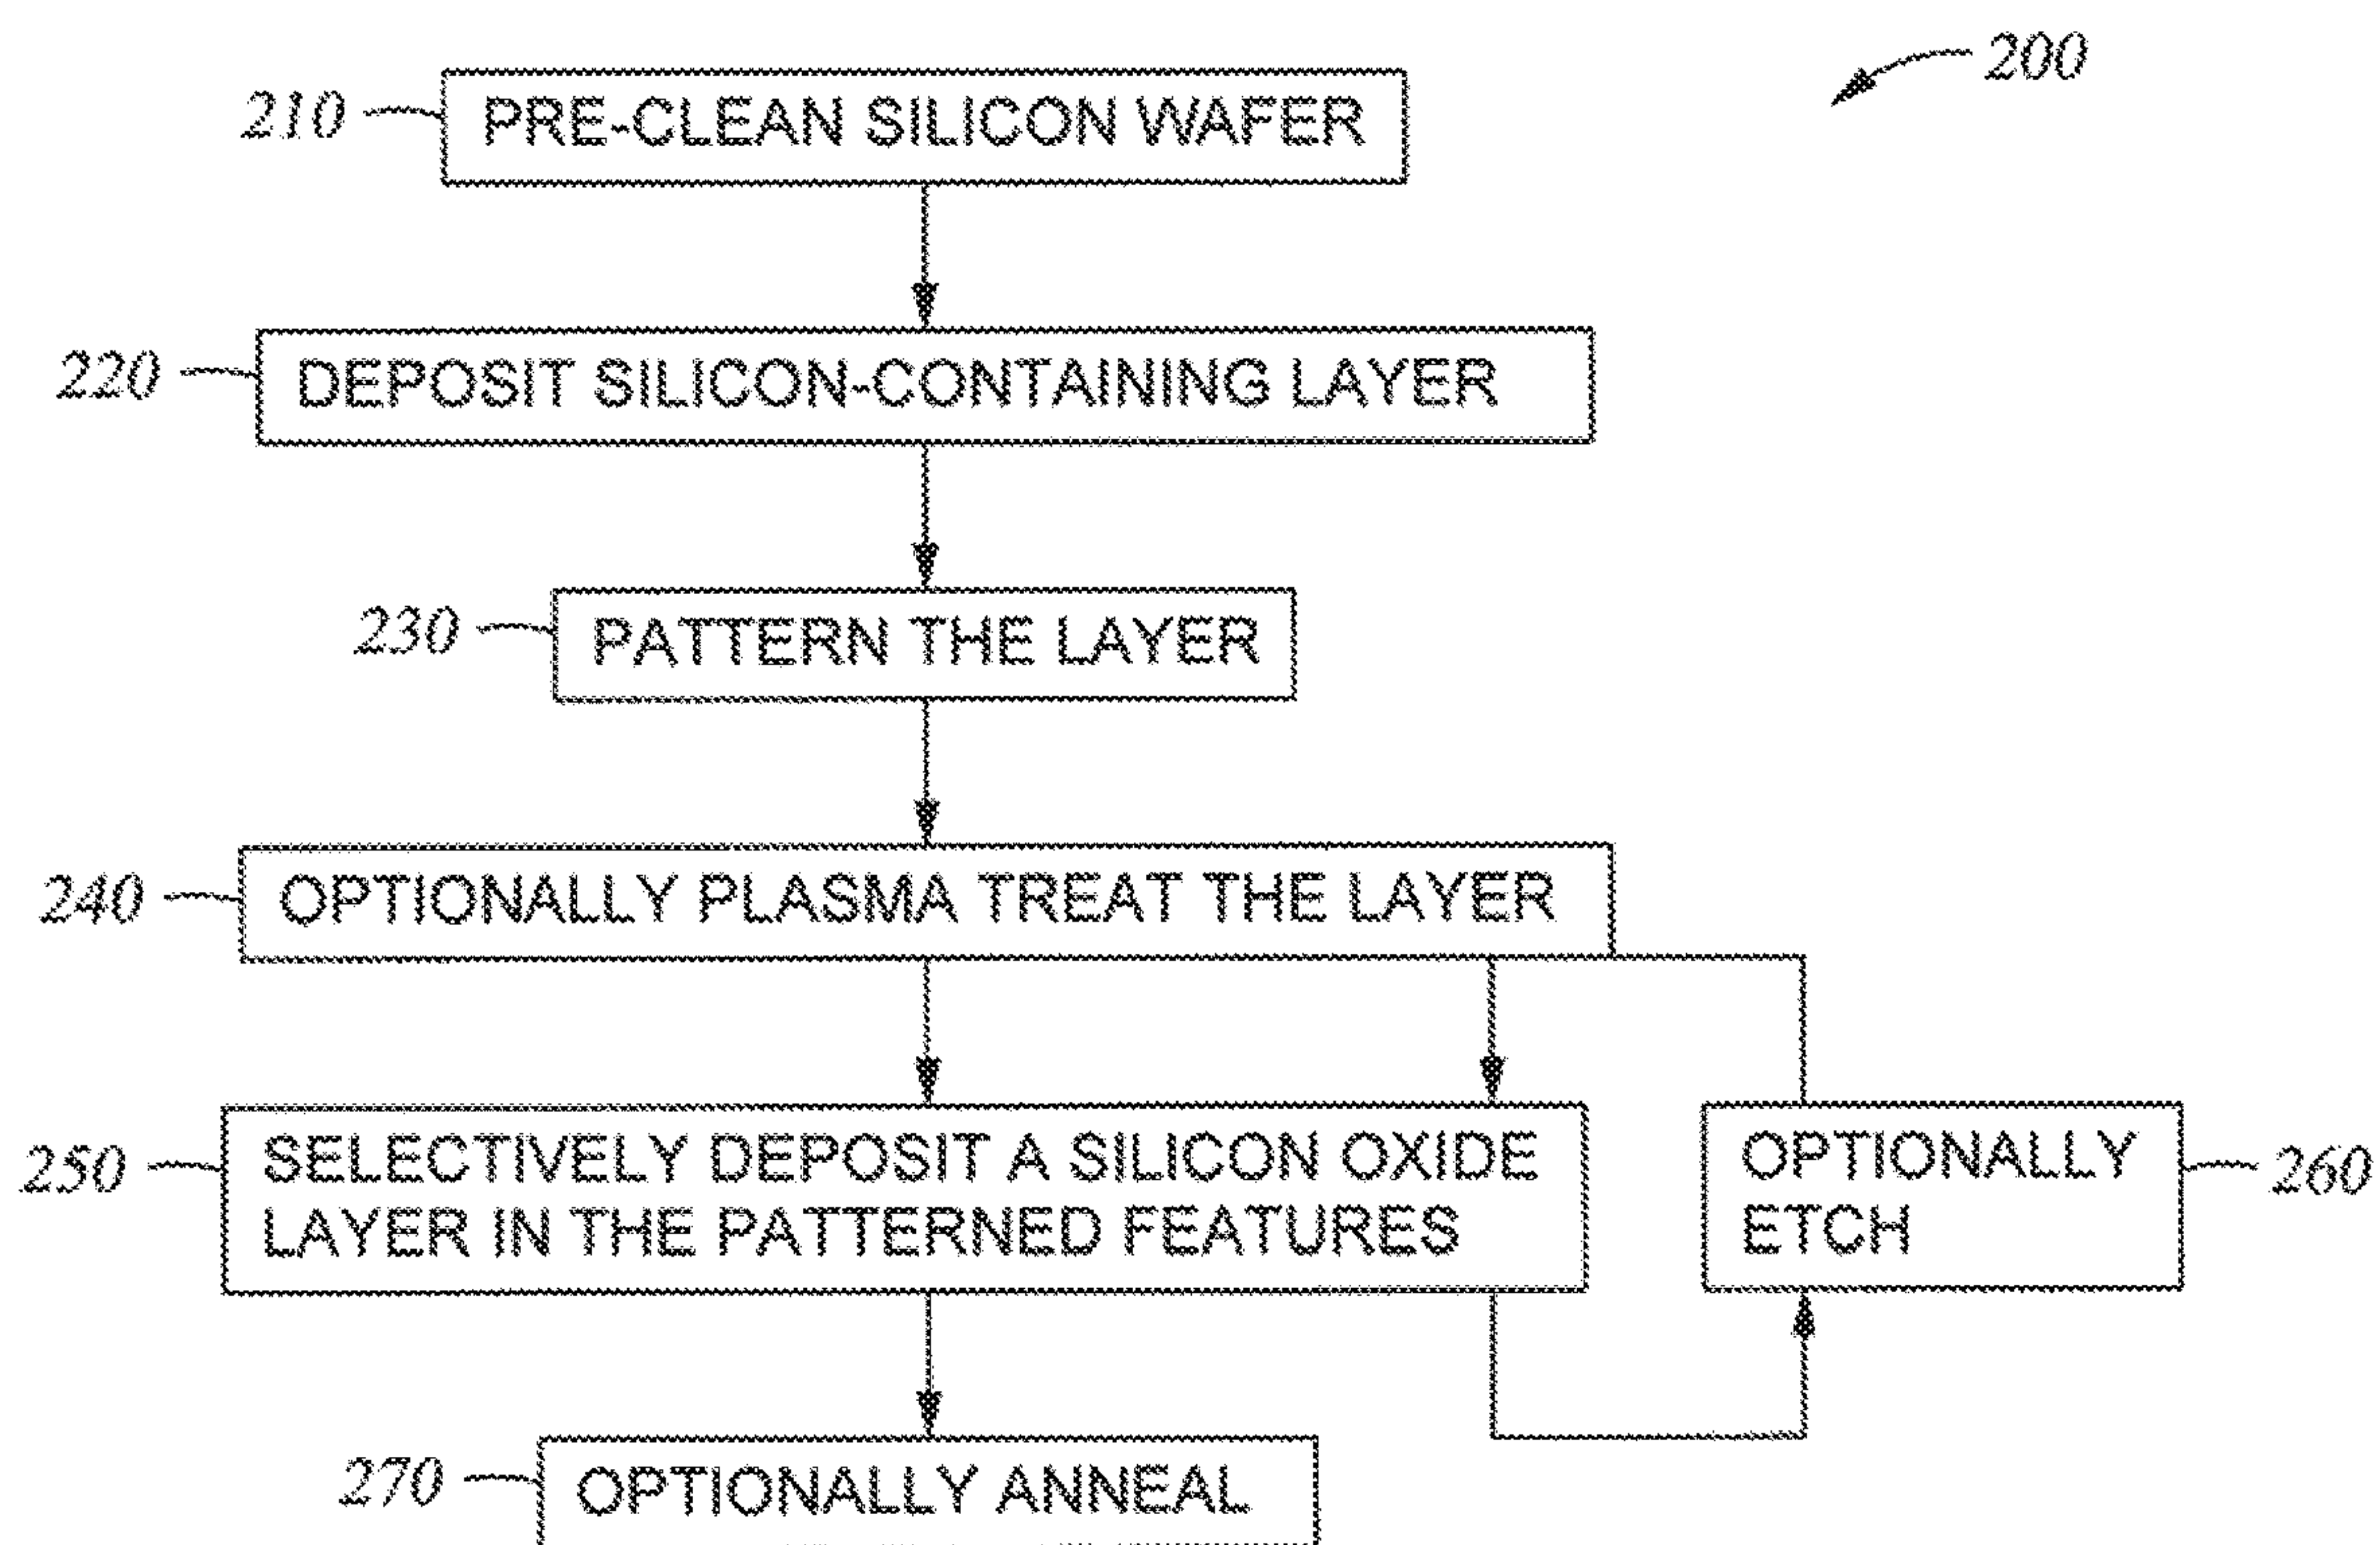 200
210
PRE-CLEAN SILICON WAFER
220
DEPOSIT SILICON-CONTAINING LAYER
230
PATTERN THE LAYER
240
OPTIONALLY PLASMA TREAT THE LAYER
250
SELECTIVELY DEPOSIT A SILICON OXIDE
LAYER IN THE PATTERNED FEATURES
OPTIONALLY
ETCH
260
270
OPTIONALLY ANNEAL